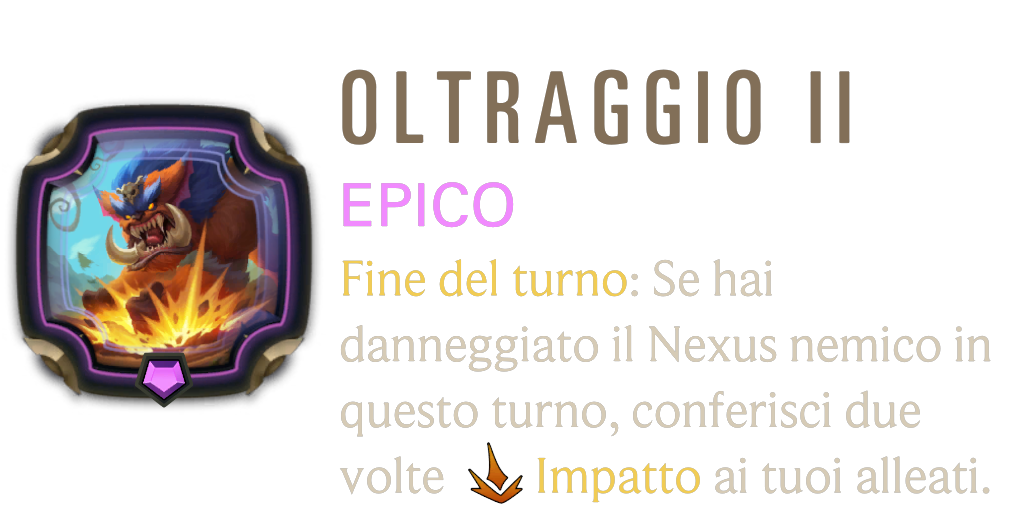 OLTRAGGIO II
EPICO
Fine del turno: Se hai
danneggiato il Nexus nemico in
questo turno, conferisci due
volte Impatto ai tuoi alleati.